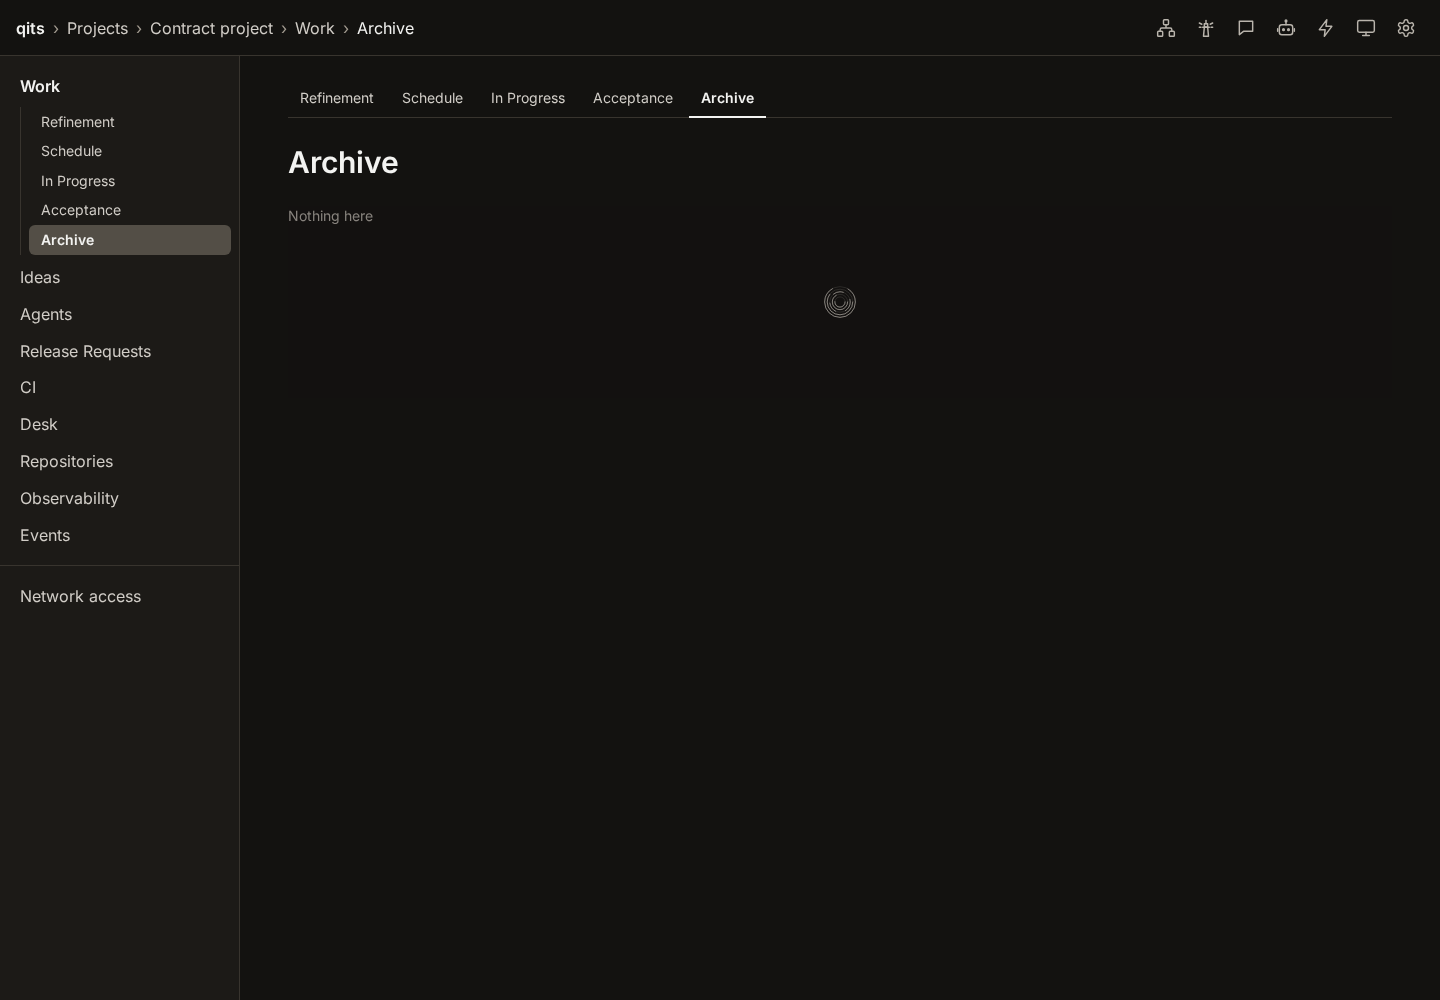 qits › Projects › Contract project › Work › Archive
Work
Refinement
Schedule
In Progress
Acceptance
Archive
Ideas
Agents
Release Requests
CI
Desk
Repositories
Observability
Events
Network access
Refinement Schedule In Progress Acceptance Archive
Archive
Nothing here